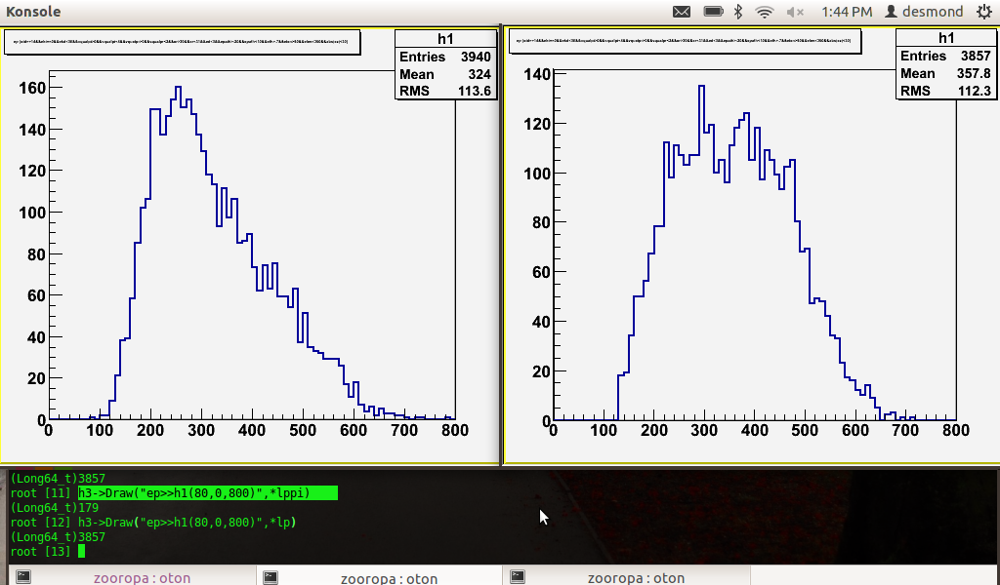 Konsole
1:44 PM desmond
h1
Entries 3940
Mean 324
RMS 113.6
160
140
120
100
80
60
40
20
0
0 100 200 300 400 500 600 700 800
h1
Entries 3857
Mean 357.8
RMS 112.3
140
120
100
80
60
40
20
0
0 100 200 300 400 500 600 700 800
(Long64_t)3857
root [11] h3->Draw("ep>>h1(80,0,800)",*lppi)
(Long64_t)179
root [12] h3->Draw("ep>>h1(80,0,800)",*lp)
(Long64_t)3857
root [13]
zooropa : oton zooropa : oton zooropa : oton